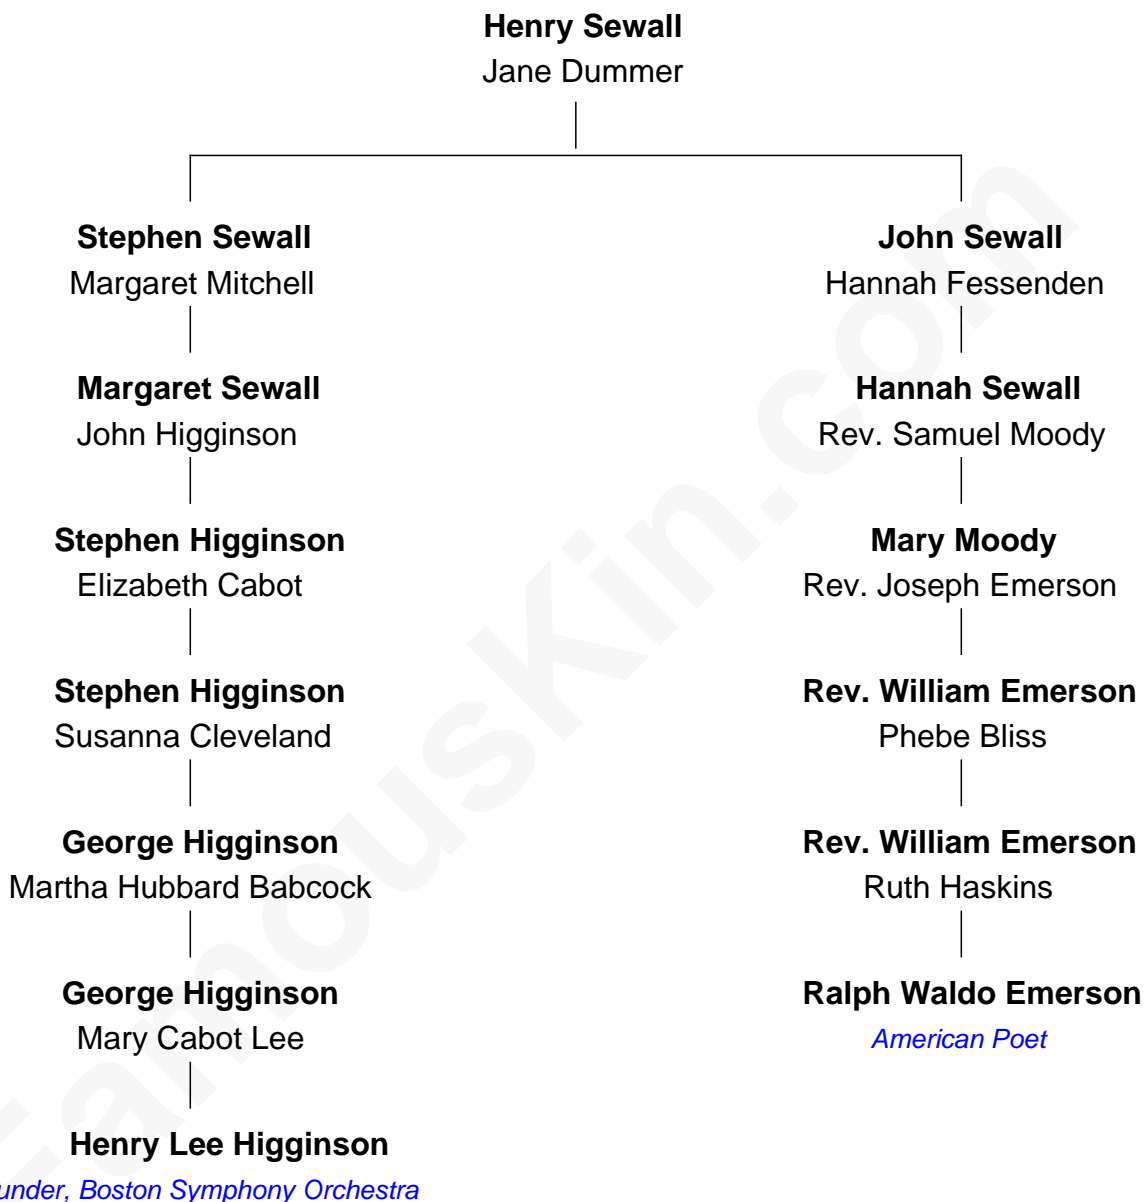 Henry Sewall
Jane Dummer
Stephen Sewall
Margaret Mitchell
John Sewall
Hannah Fessenden
Margaret Sewall
John Higginson
Hannah Sewall
Rev. Samuel Moody
Stephen Higginson
Elizabeth Cabot
Mary Moody
Rev. Joseph Emerson
Stephen Higginson
Susanna Cleveland
Rev. William Emerson
Phebe Bliss
George Higginson
Martha Hubbard Babcock
Rev. William Emerson
Ruth Haskins
George Higginson
Mary Cabot Lee
Ralph Waldo Emerson
American Poet
Henry Lee Higginson
under, Boston Symphony Orchestra
FamousKin.com